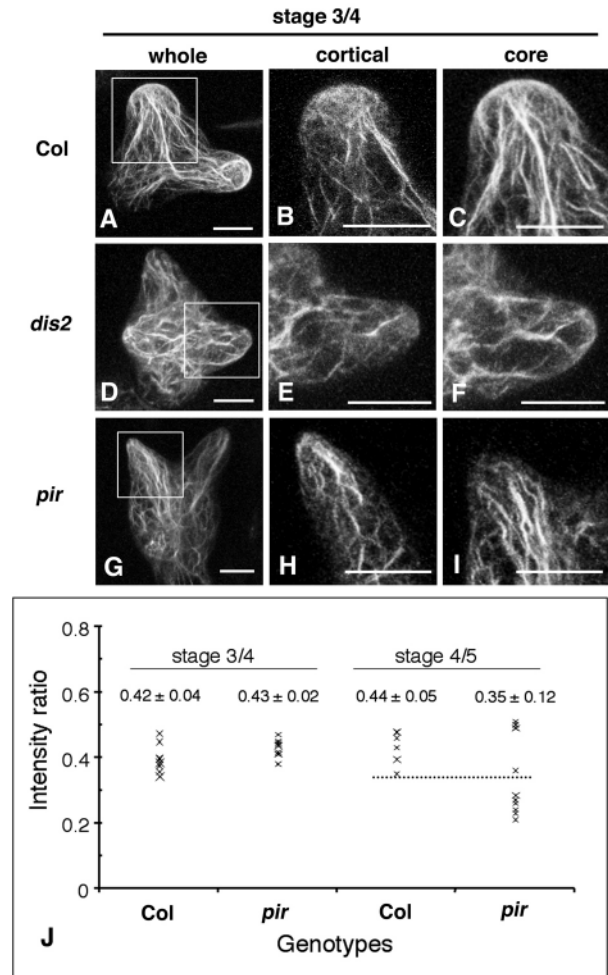 stage 3/4
whole cortical core
Col
A B C
dis2
D E F
pir
G H I
0.8
stage 3/4 stage 4/5
0.42 ± 0.04 0.43 ± 0.02 0.44 ± 0.05 0.35 ± 0.12
0.6
Intensity ratio
0.4
0.2
0
Col pir Col pir
J Genotypes